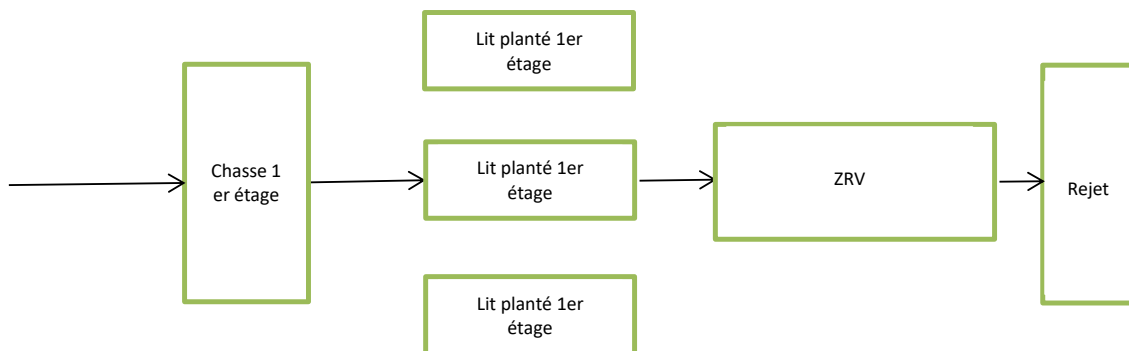 Lit planté 1er
étage
Chasse 1
er étage
Lit planté 1er
étage
ZRV
Rejet
Lit planté 1er
étage